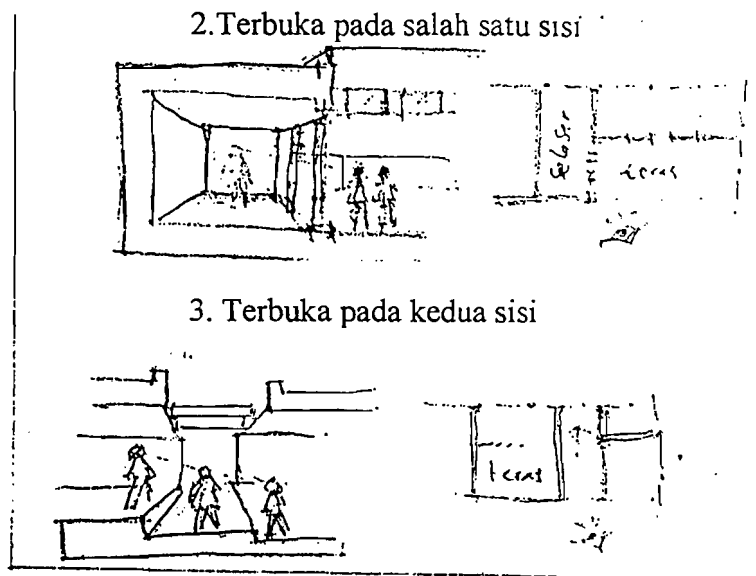 2.Terbuka pada salah satu sisi
teras
3. Terbuka pada kedua sisi
teras